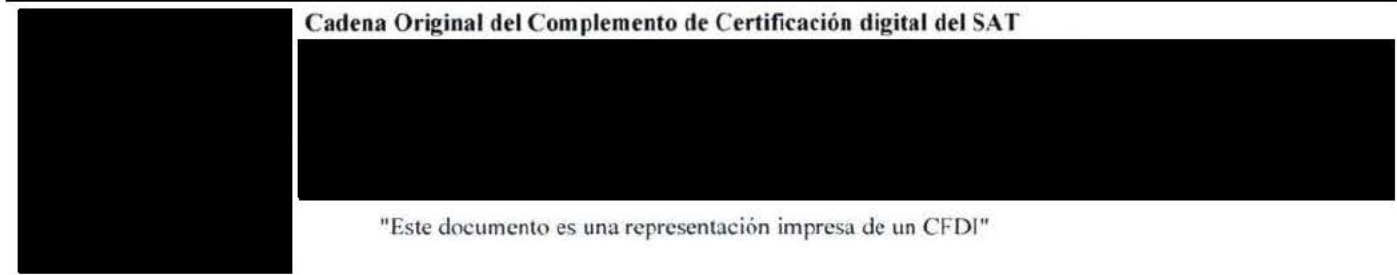 Cadena Original del Complemento de Certificación digital del SAT
"Este documento es una representación impresa de un CFDI"